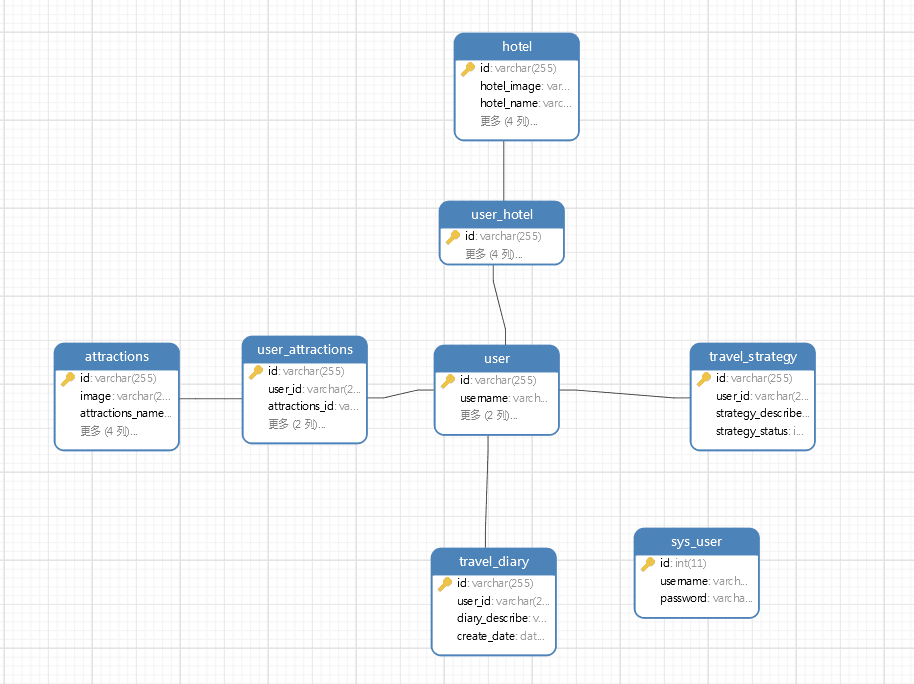 hotel
id: varchar(255)
hotel_image: var...
hotel_name: varc...
更多 (4 列)...
user_hotel
id: varchar(255)
更多 (4 列)...
attractions
id: varchar(255)
image: varchar(2...
attractions_name...
更多 (4 列)...
user_attractions
id: varchar(255)
user_id: varchar(2...
attractions_id: va...
更多 (2 列)...
user
id: varchar(255)
username: varch...
更多 (2 列)...
travel_strategy
id: varchar(255)
user_id: varchar(2...
strategy_describe...
strategy_status: i...
travel_diary
id: varchar(255)
user_id: varchar(2...
diary_describe: v...
create_date: dat...
sys_user
id: int(11)
username: varch...
password: varcha...